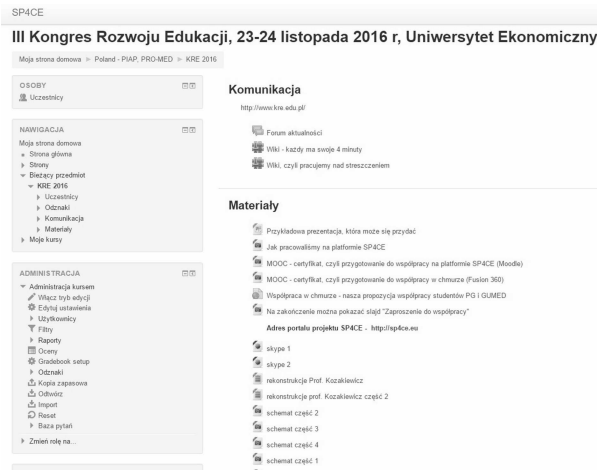 SP4CE
III Kongres Rozwoju Edukacji, 23-24 listopada 2016 r, Uniwersytet Ekonomiczny
Moja strona domowa ▶ Poland - PIAP, PRO-MED ▶ KRE 2016
OSOBY
Uczestnicy
NAWIGACJA
Moja strona domowa
Strona główna
Strony
Bieżący przedmiot
KRE 2016
Uczestnicy
Odznaki
Komunikacja
Materiały
Moje kursy
ADMINISTRACJA
Administracja kursem
Włącz tryb edycji
Edytuj ustawienia
Użytkownicy
Filtry
Raporty
Oceny
Gradebook setup
Odznaki
Kopia zapasowa
Odtwórz
Import
Reset
Baza pytań
Zmień rolę na...
Komunikacja
http://www.kre.edu.pl/
Forum aktualności
Wiki - każdy ma swoje 4 minuty
Wiki, czyli pracujemy nad streszczeniem
Materiały
Przykładowa prezentacja, która może się przydać
Jak pracowaliśmy na platformie SP4CE
MOOC - certyfikat, czyli przygotowanie do współpracy na platformie SP4CE (Moodle)
MOOC - certyfikat, czyli przygotowanie do współpracy w chmurze (Fusion 360)
Współpraca w chmurze - nasza propozycja współpracy studentów PG i GUMED
Na zakończenie można pokazać slajd "Zaproszenie do współpracy"
Adres portalu projektu SP4CE - http://sp4ce.eu
skype 1
skype 2
rekonstrukcje Prof. Kozakiewicz
rekonstrukcje prof. Kozakiewicz część 2
schemat część 2
schemat część 3
schemat część 4
schemat część 1